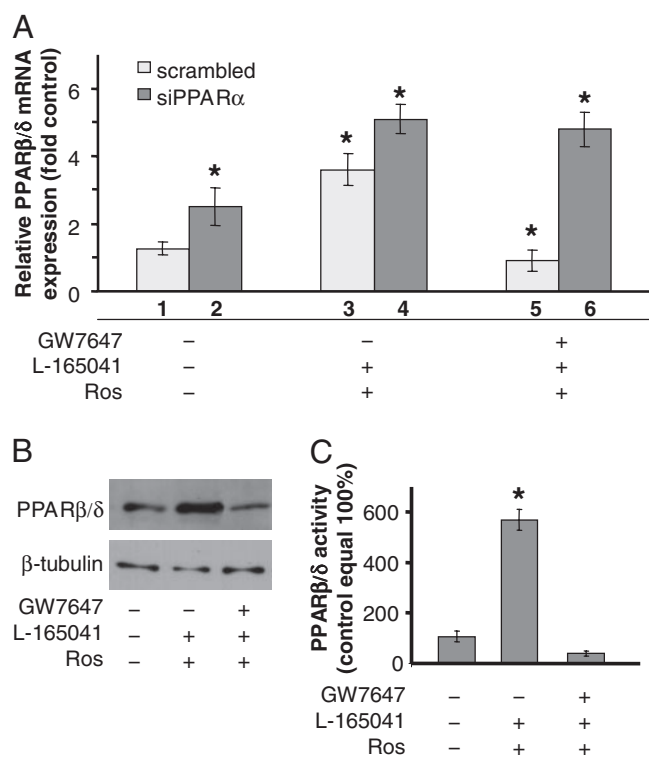 A
Relative PPARβ/δ mRNA
expression (fold control)
6
4
2
0
scrambled
siPPARα
*
*
*
*
*
1 2 3 4 5 6
GW7647 – – +
L-165041 – + +
Ros – + +
B
PPARβ/δ
β-tubulin
GW7647 – – +
L-165041 – + +
Ros – + +
C
PPARβ/δ activity
(control equal 100%)
600
400
200
0
*
GW7647 – – +
L-165041 – + +
Ros – + +